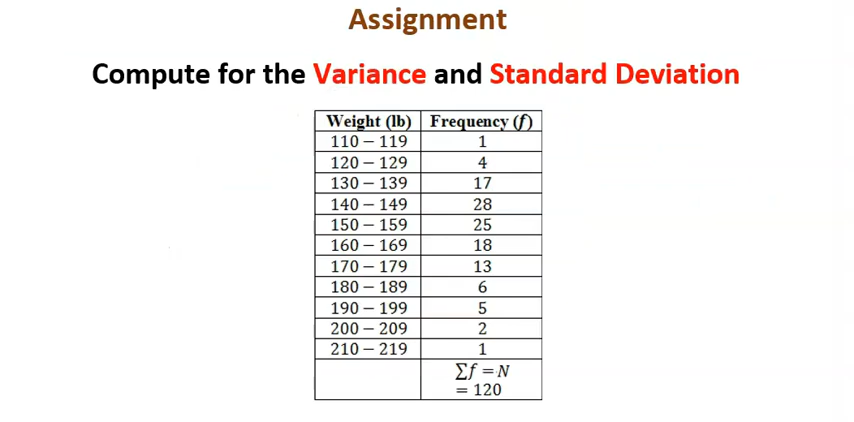 Assignment
Compute for the Variance and Standard Deviation
Weight (lb) Frequency (f)
110 – 119 1
120 – 129 4
130 – 139 17
140 – 149 28
150 – 159 25
160 – 169 18
170 – 179 13
180 – 189 6
190 – 199 5
200 – 209 2
210 – 219 1
∑f = N
= 120